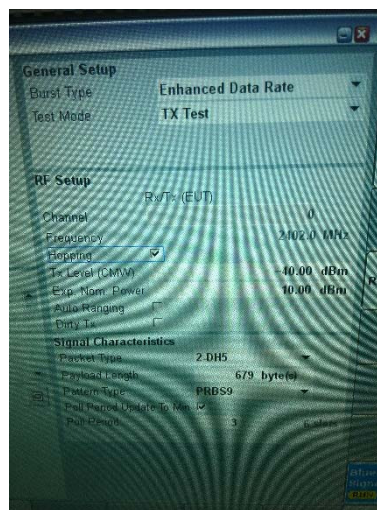 General Setup
Burst Type Enhanced Data Rate
Test Mode TX Test
RF Setup
Rx/Tx (EUT)
Channel 0
Frequency 2402.0 MHz
Hopping
Tx Level (CMW) -40.00 dBm
Exp. Nom. Power 10.00 dBm
Auto Ranging
Dirty Tx
Signal Characteristics
Packet Type 2-DH5
Payload Length 679 byte(s)
Pattern Type PRBS9
Poll Period Update To Min
Poll Period 3